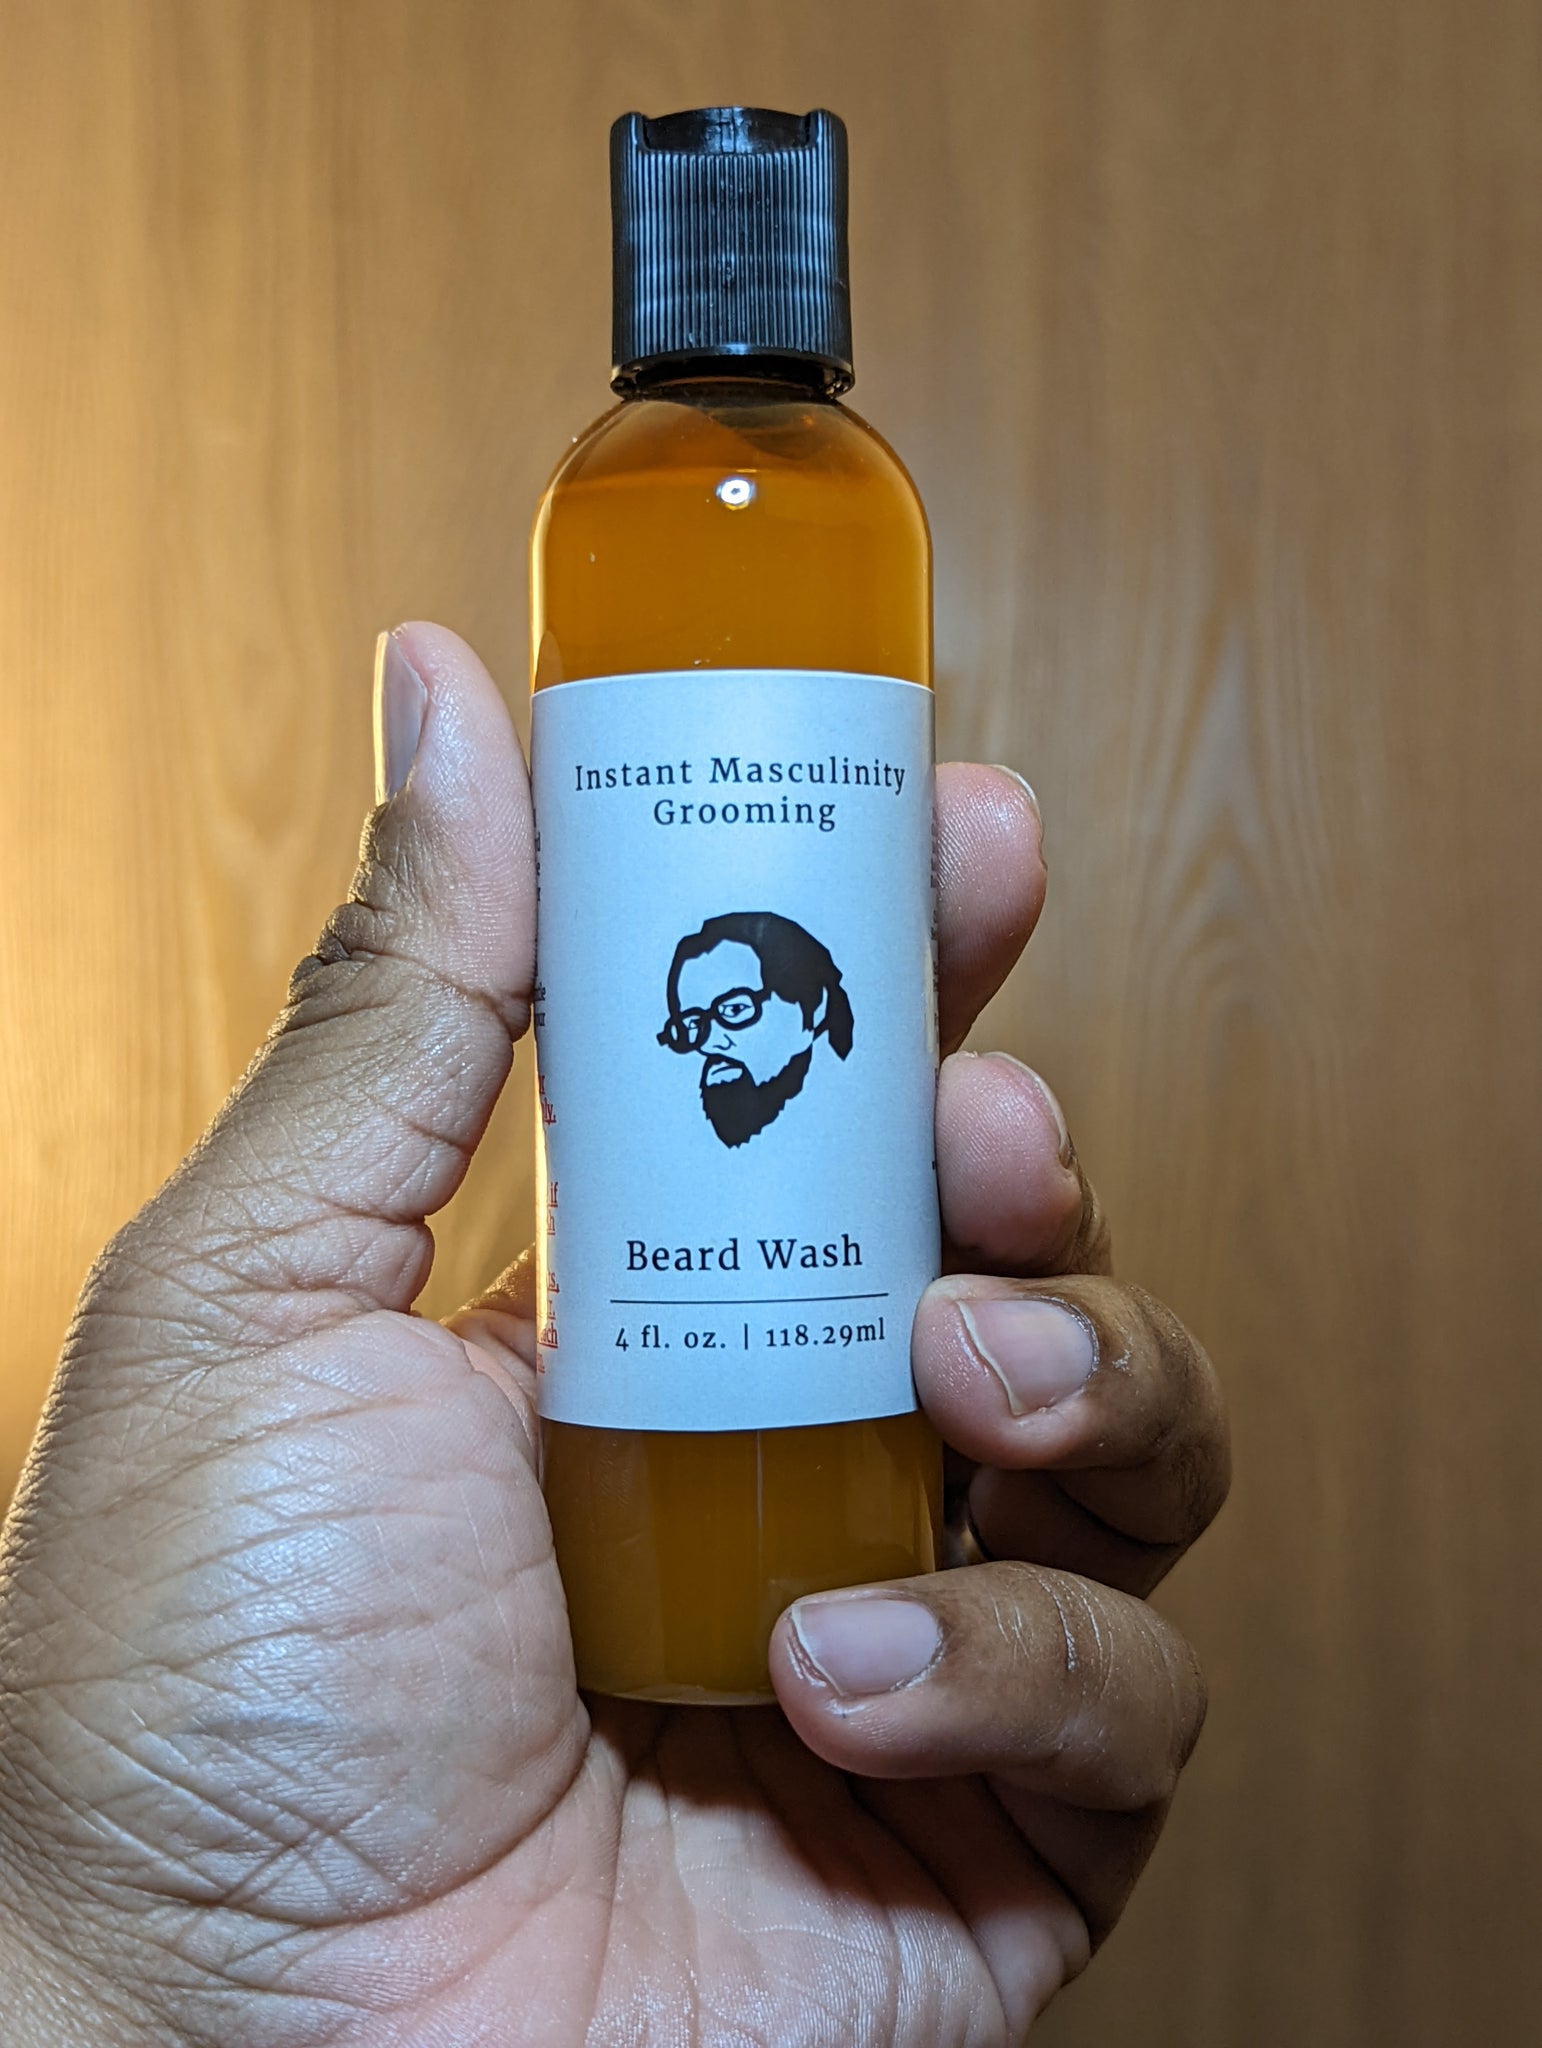 Instant Masculinity
Grooming
Beard Wash
4 fl. oz. | 118.29ml